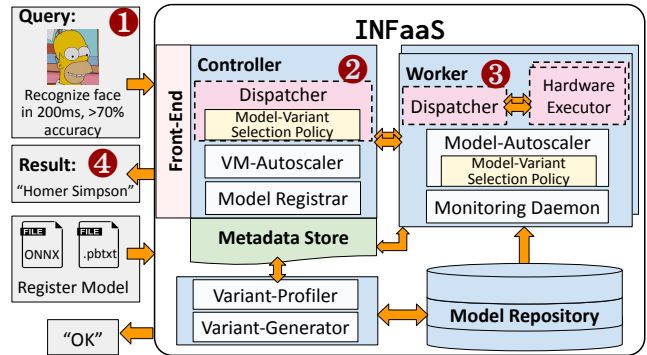 INFaaS
Query:
1
Recognize face
in 200ms, >70%
accuracy
Result:
4
"Homer Simpson"
FILE
ONNX
FILE
.pbtxt
Register Model
"OK"
Front-End
Controller
2
Dispatcher
Model-Variant
Selection Policy
VM-Autoscaler
Model Registrar
Metadata Store
Variant-Profiler
Variant-Generator
Worker
3
Dispatcher
Hardware
Executor
Model-Autoscaler
Model-Variant
Selection Policy
Monitoring Daemon
Model Repository